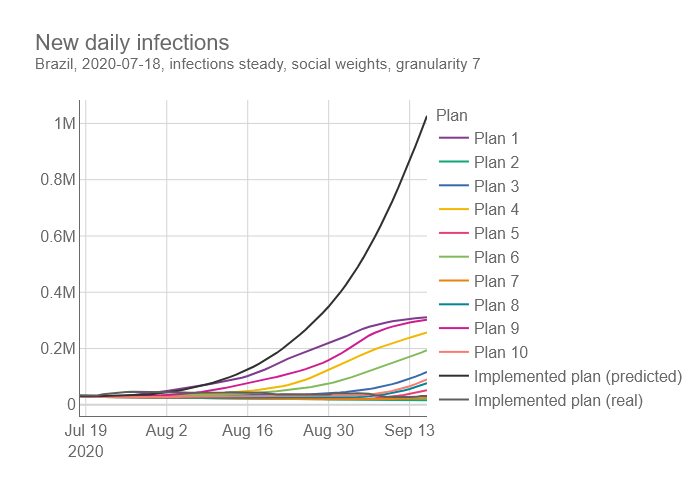 New daily infections
Brazil, 2020-07-18, infections steady, social weights, granularity 7
1M
0.8M
0.6M
0.4M
0.2M
0
Jul 19
2020
Aug 2
Aug 16
Aug 30
Sep 13
Plan
Plan 1
Plan 2
Plan 3
Plan 4
Plan 5
Plan 6
Plan 7
Plan 8
Plan 9
Plan 10
Implemented plan (predicted)
Implemented plan (real)